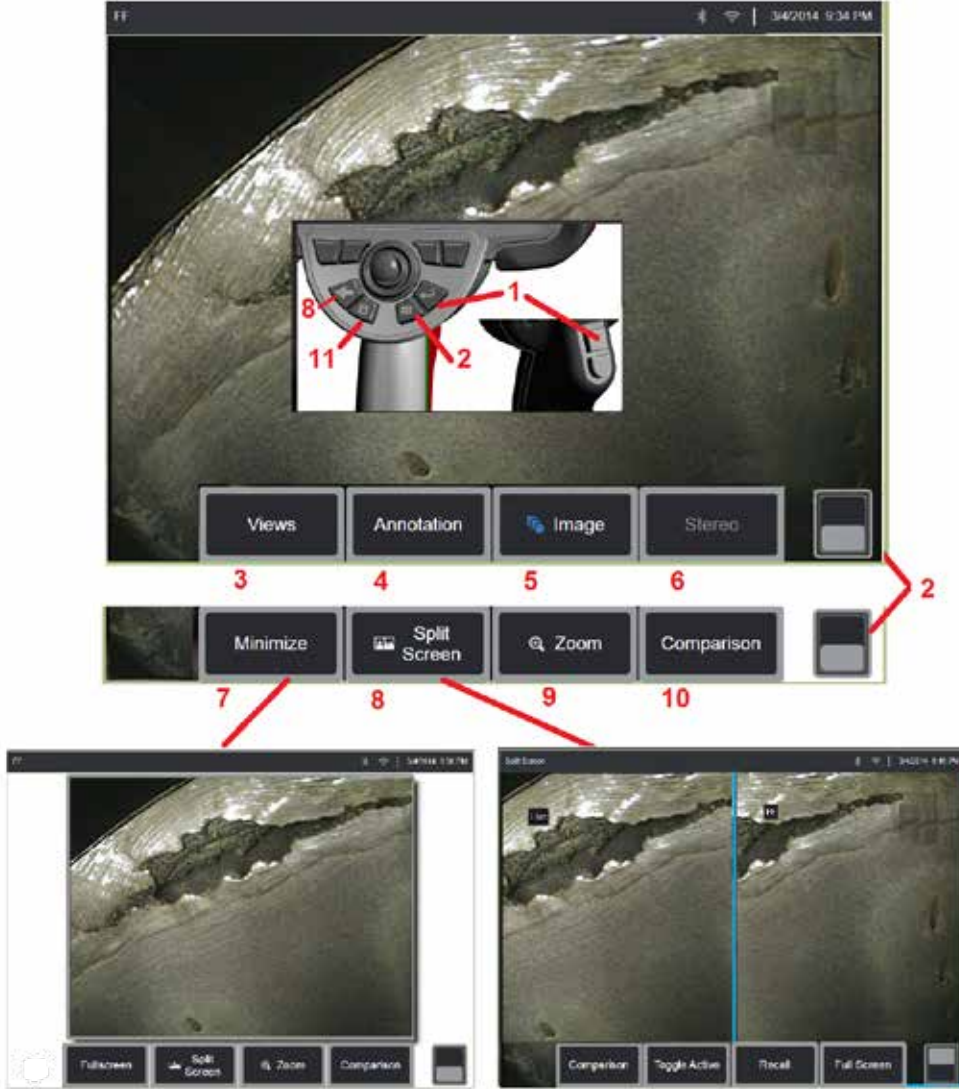 FF 3/4/2014 9:34 PM
8
1
11
2
Views Annotation Image Stereo
3 4 5 6 2
Minimize Split Screen Zoom Comparison
7 8 9 10
FF
Split Screen
FF
Fullscreen Split Screen Zoom Comparison
Comparison Toggle Active Recall Full Screen